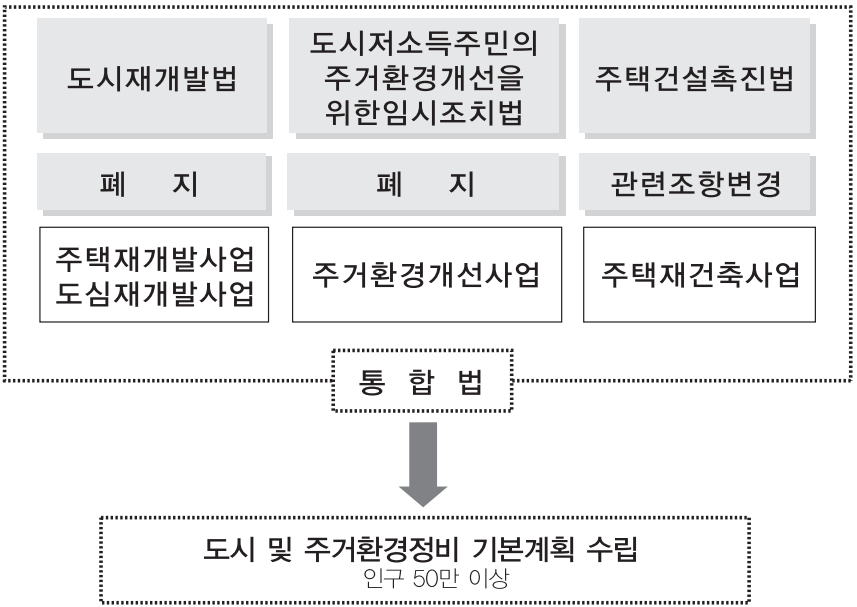 도시재개발법
도시저소득주민의
주거환경개선을
위한임시조치법
주택건설촉진법
폐 지
폐 지
관련조항변경
주택재개발사업
도심재개발사업
주거환경개선사업
주택재건축사업
통 합 법
도시 및 주거환경정비 기본계획 수립
인구 50만 이상